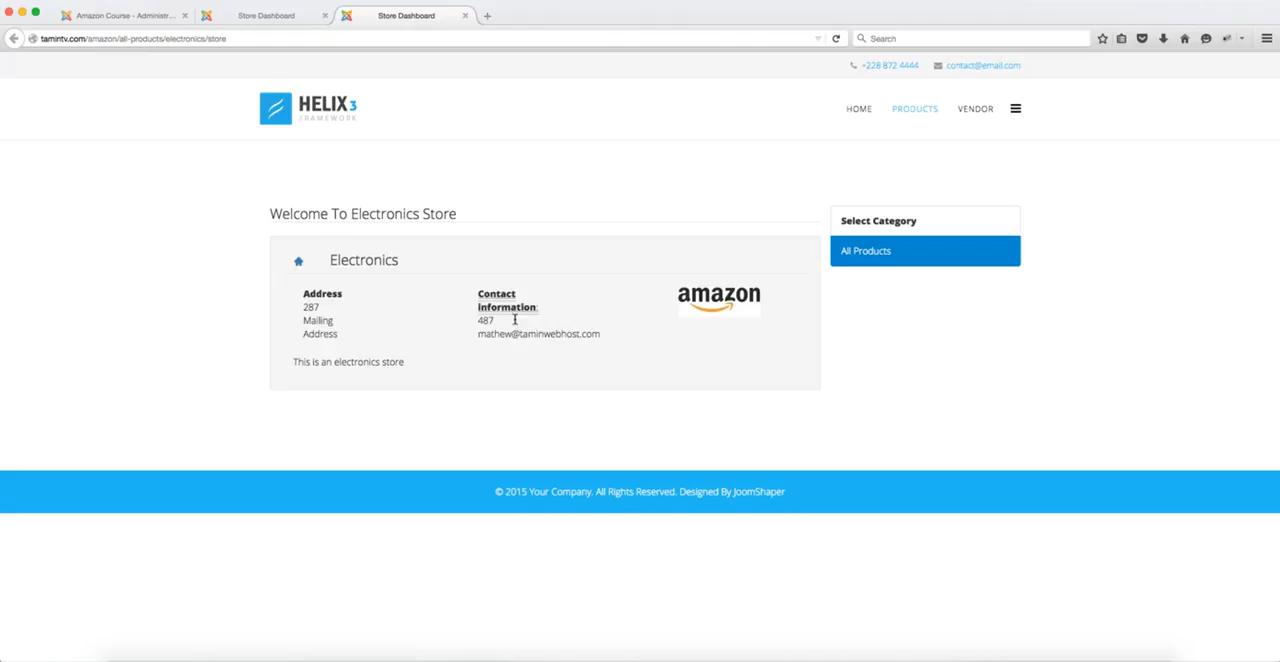 Amazon Course - Administr...
Store Dashboard
Store Dashboard
tamintv.com/amazon/all-products/electronics/store
Search
+228 872 4444
contact@email.com
HELIX3
FRAMEWORK
HOME
PRODUCTS
VENDOR
Welcome To Electronics Store
Select Category
All Products
Electronics
Address
287
Mailing
Address
Contact
Information:
487
mathew@taminwebhost.com
amazon
This is an electronics store
© 2015 Your Company. All Rights Reserved. Designed By JoomShaper